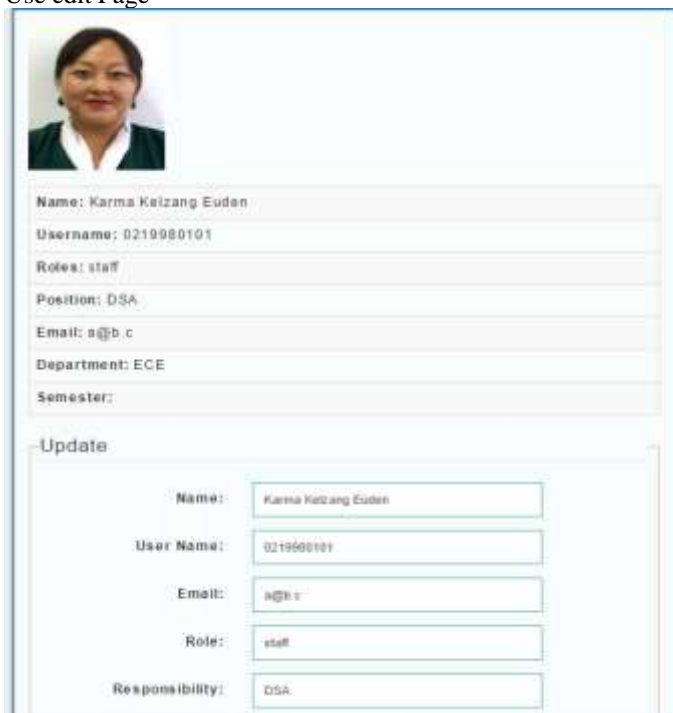 Use edit Page
Name: Karma Kelzang Euden
Username: 0219980101
Roles: staff
Position: DSA
Email: a@b.c
Department: ECE
Semester:
Update
Name: Karma Kelzang Euden
User Name: 0219980101
Email: a@b.c
Role: staff
Responsibility: DSA